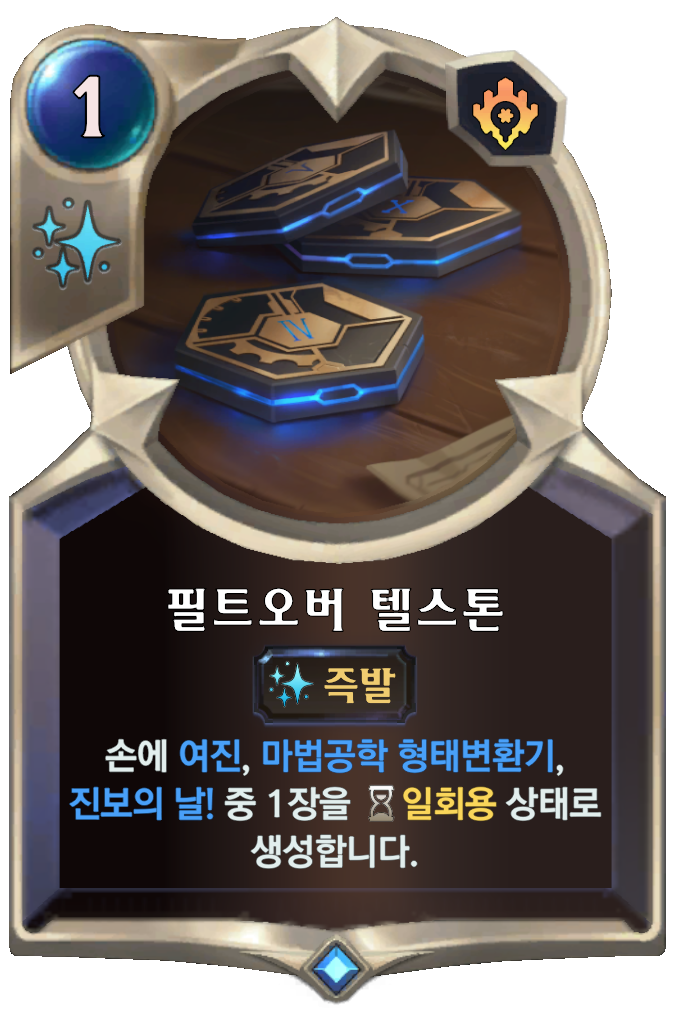 1
V
X
IV
필트오버 텔스톤
즉발
손에 여진, 마법공학 형태변환기,
진보의 날! 중 1장을 일회용 상태로
생성합니다.